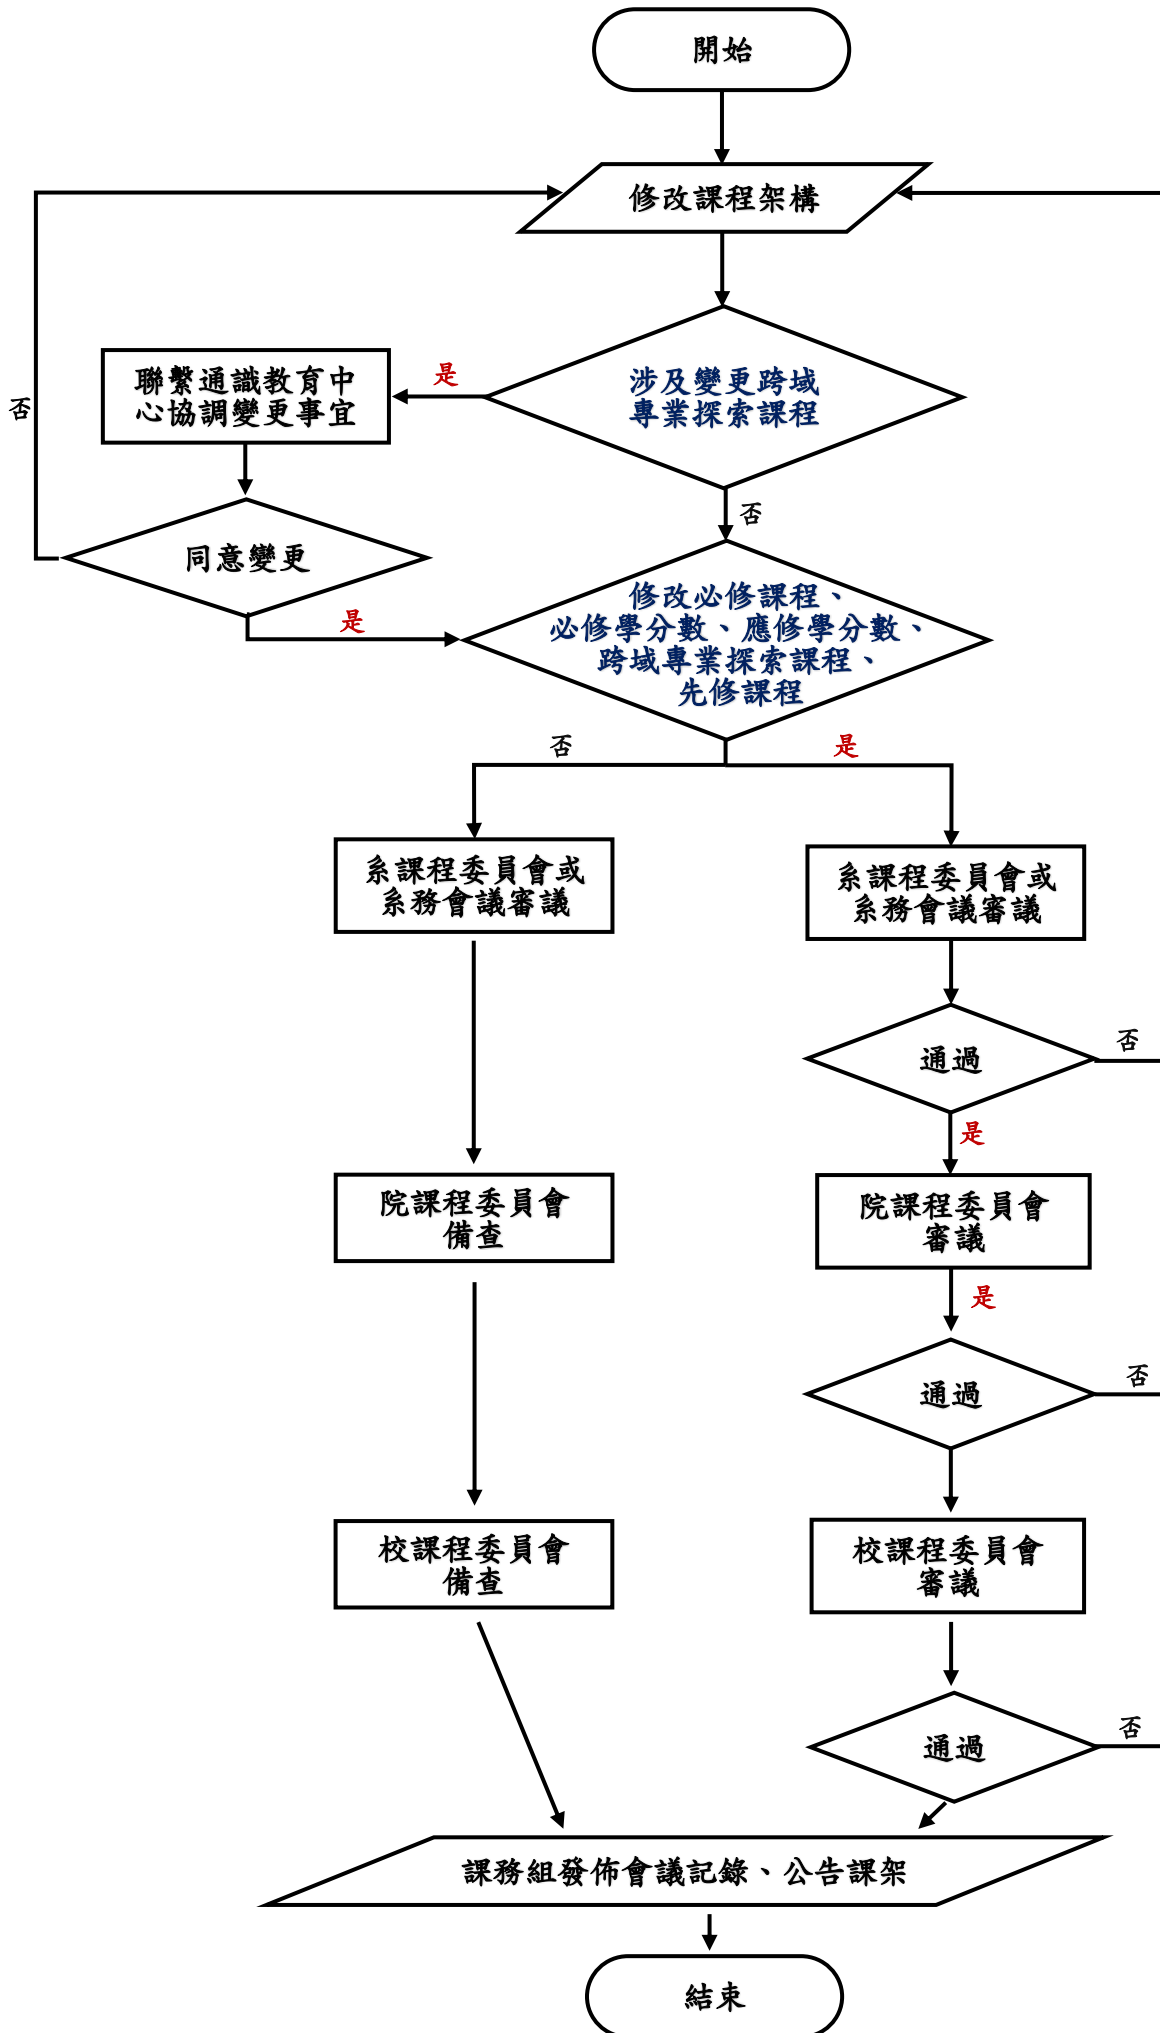 開始
修改課程架構
聯繫通識教育中
心協調變更事宜
是
涉及變更跨域
專業探索課程
否
否
同意變更
是
修改必修課程、
必修學分數、應修學分數、
跨域專業探索課程、
先修課程
否
是
系課程委員會或
系務會議審議
系課程委員會或
系務會議審議
通過
否
是
院課程委員會
備查
院課程委員會
審議
是
通過
否
校課程委員會
備查
校課程委員會
審議
通過
否
課務組發佈會議記錄、公告課架
結束